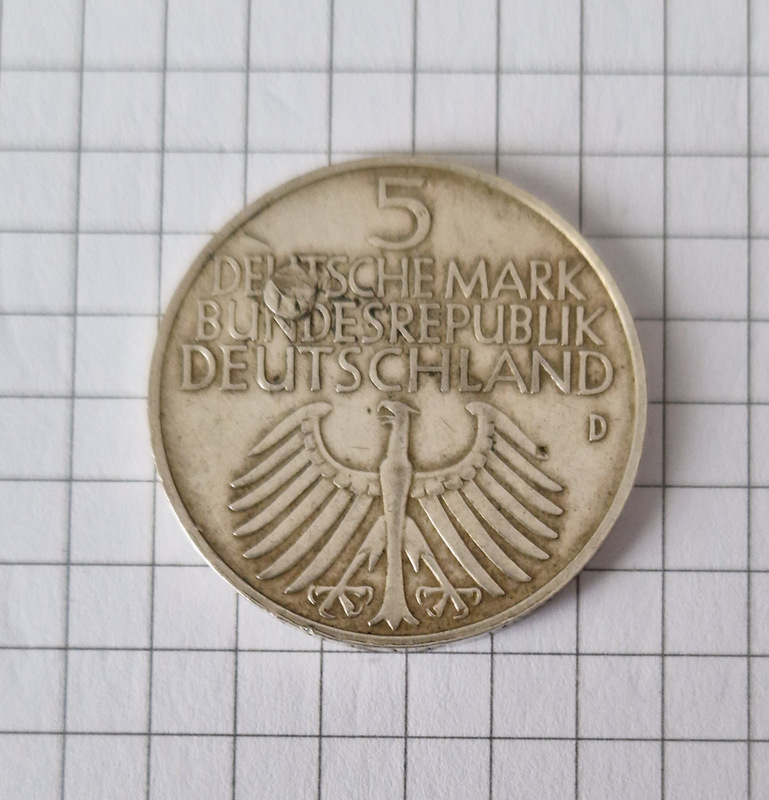 5
DEUTSCHE MARK
BUNDESREPUBLIK
DEUTSCHLAND
D